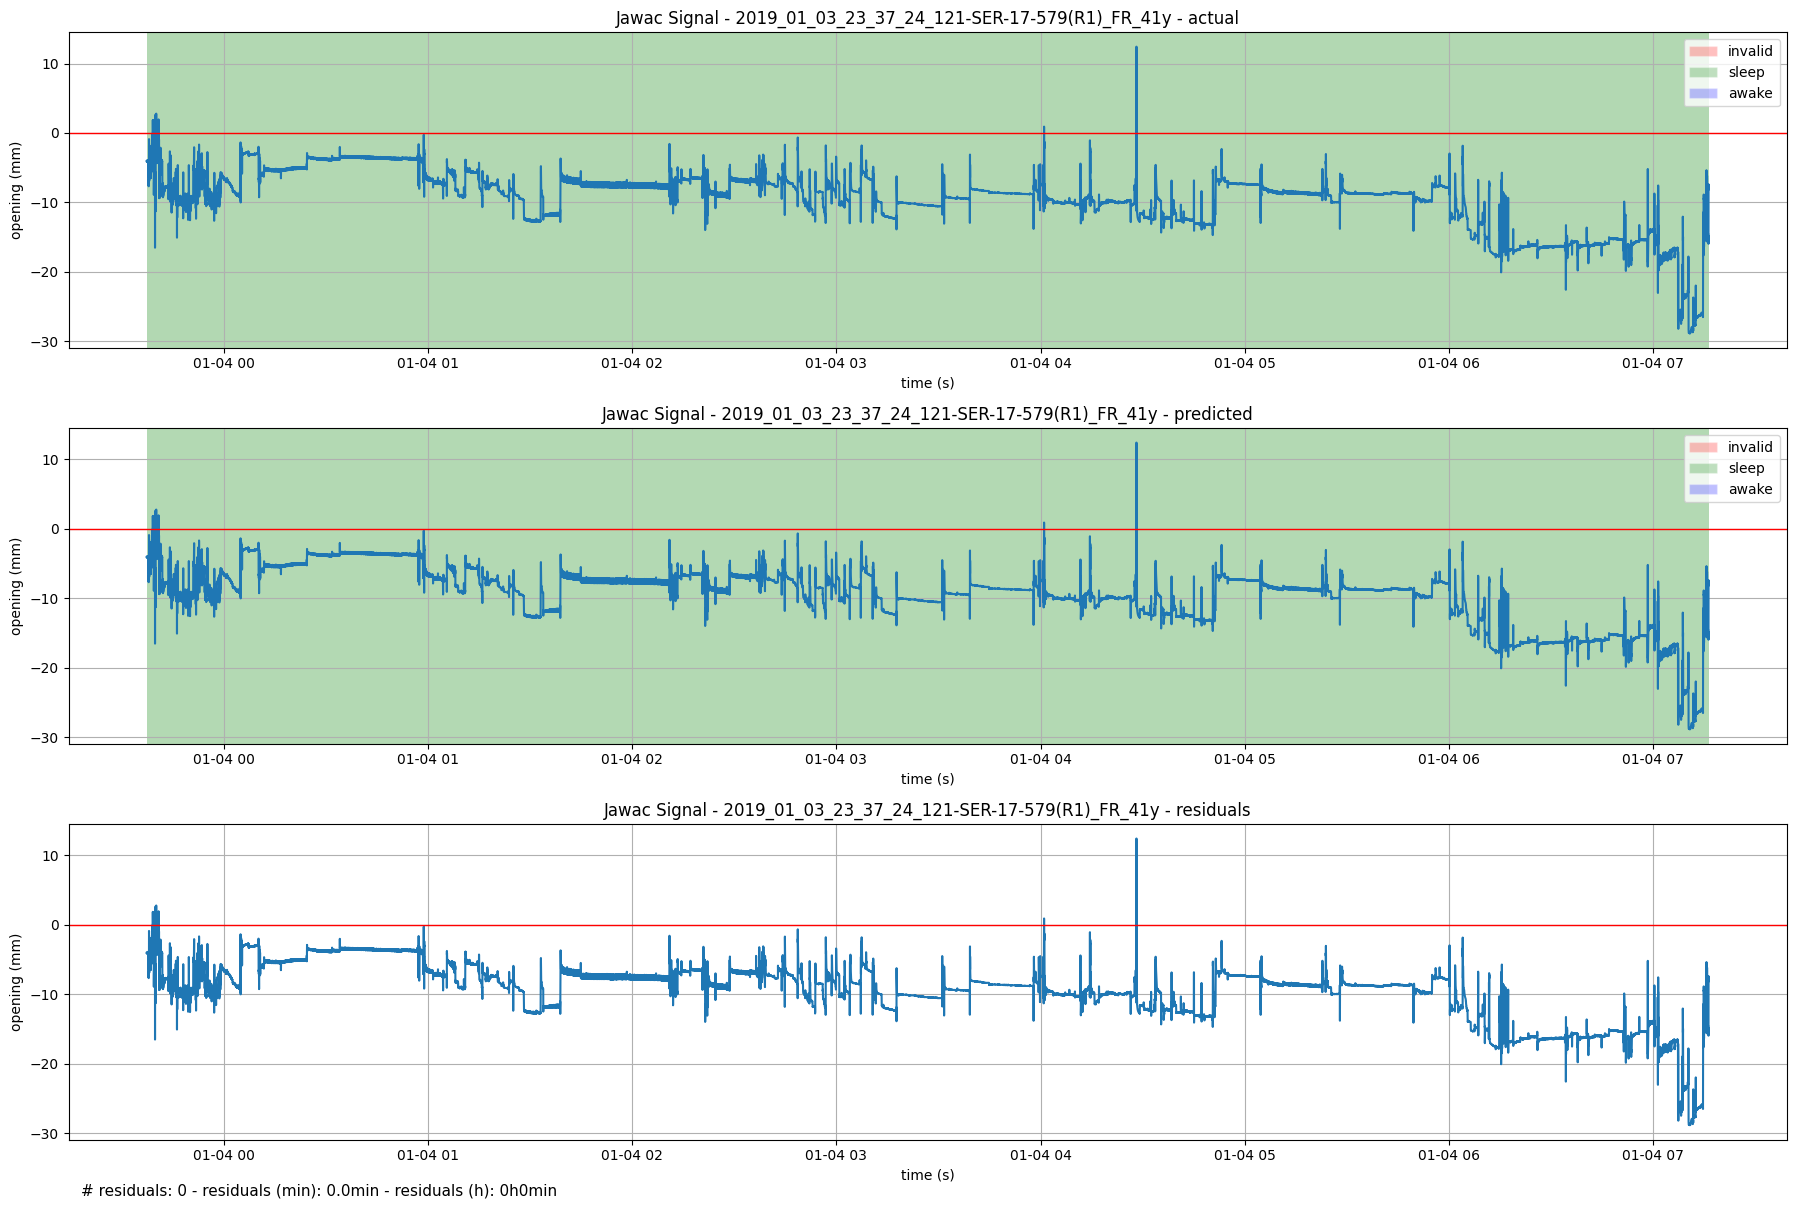 Jawac Signal - 2019_01_03_23_37_24_121-SER-17-579(R1)_FR_41y - actual
invalid
sleep
awake
opening (mm)
10
0
−10
−20
−30
01-04 00 01-04 01 01-04 02 01-04 03 01-04 04 01-04 05 01-04 06 01-04 07
time (s)
Jawac Signal - 2019_01_03_23_37_24_121-SER-17-579(R1)_FR_41y - predicted
invalid
sleep
awake
opening (mm)
10
0
−10
−20
−30
01-04 00 01-04 01 01-04 02 01-04 03 01-04 04 01-04 05 01-04 06 01-04 07
time (s)
Jawac Signal - 2019_01_03_23_37_24_121-SER-17-579(R1)_FR_41y - residuals
opening (mm)
10
0
−10
−20
−30
01-04 00 01-04 01 01-04 02 01-04 03 01-04 04 01-04 05 01-04 06 01-04 07
time (s)
# residuals: 0 - residuals (min): 0.0min - residuals (h): 0h0min